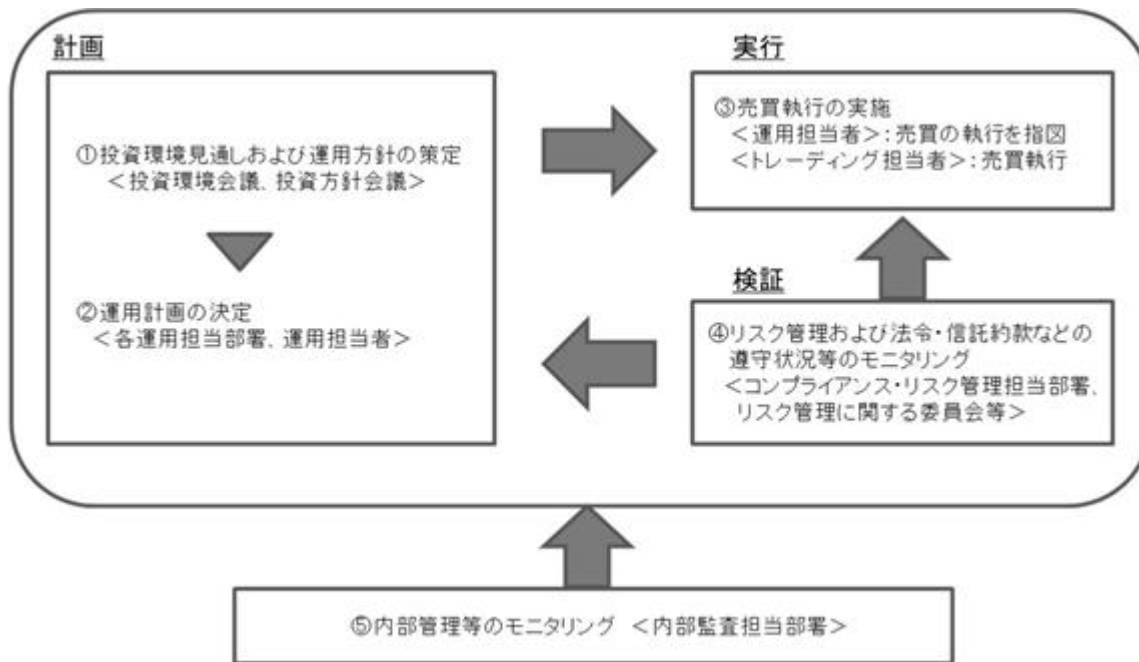 計画
①投資環境見通しおよび運用方針の策定
＜投資環境会議、投資方針会議＞
②運用計画の決定
＜各運用担当部署、運用担当者＞
実行
③売買執行の実施
＜運用担当者＞:売買の執行を指図
＜トレーディング担当者＞:売買執行
検証
④リスク管理および法令・信託約款などの
遵守状況等のモニタリング
＜コンプライアンス・リスク管理担当部署、
リスク管理に関する委員会等＞
⑤内部管理等のモニタリング ＜内部監査担当部署＞